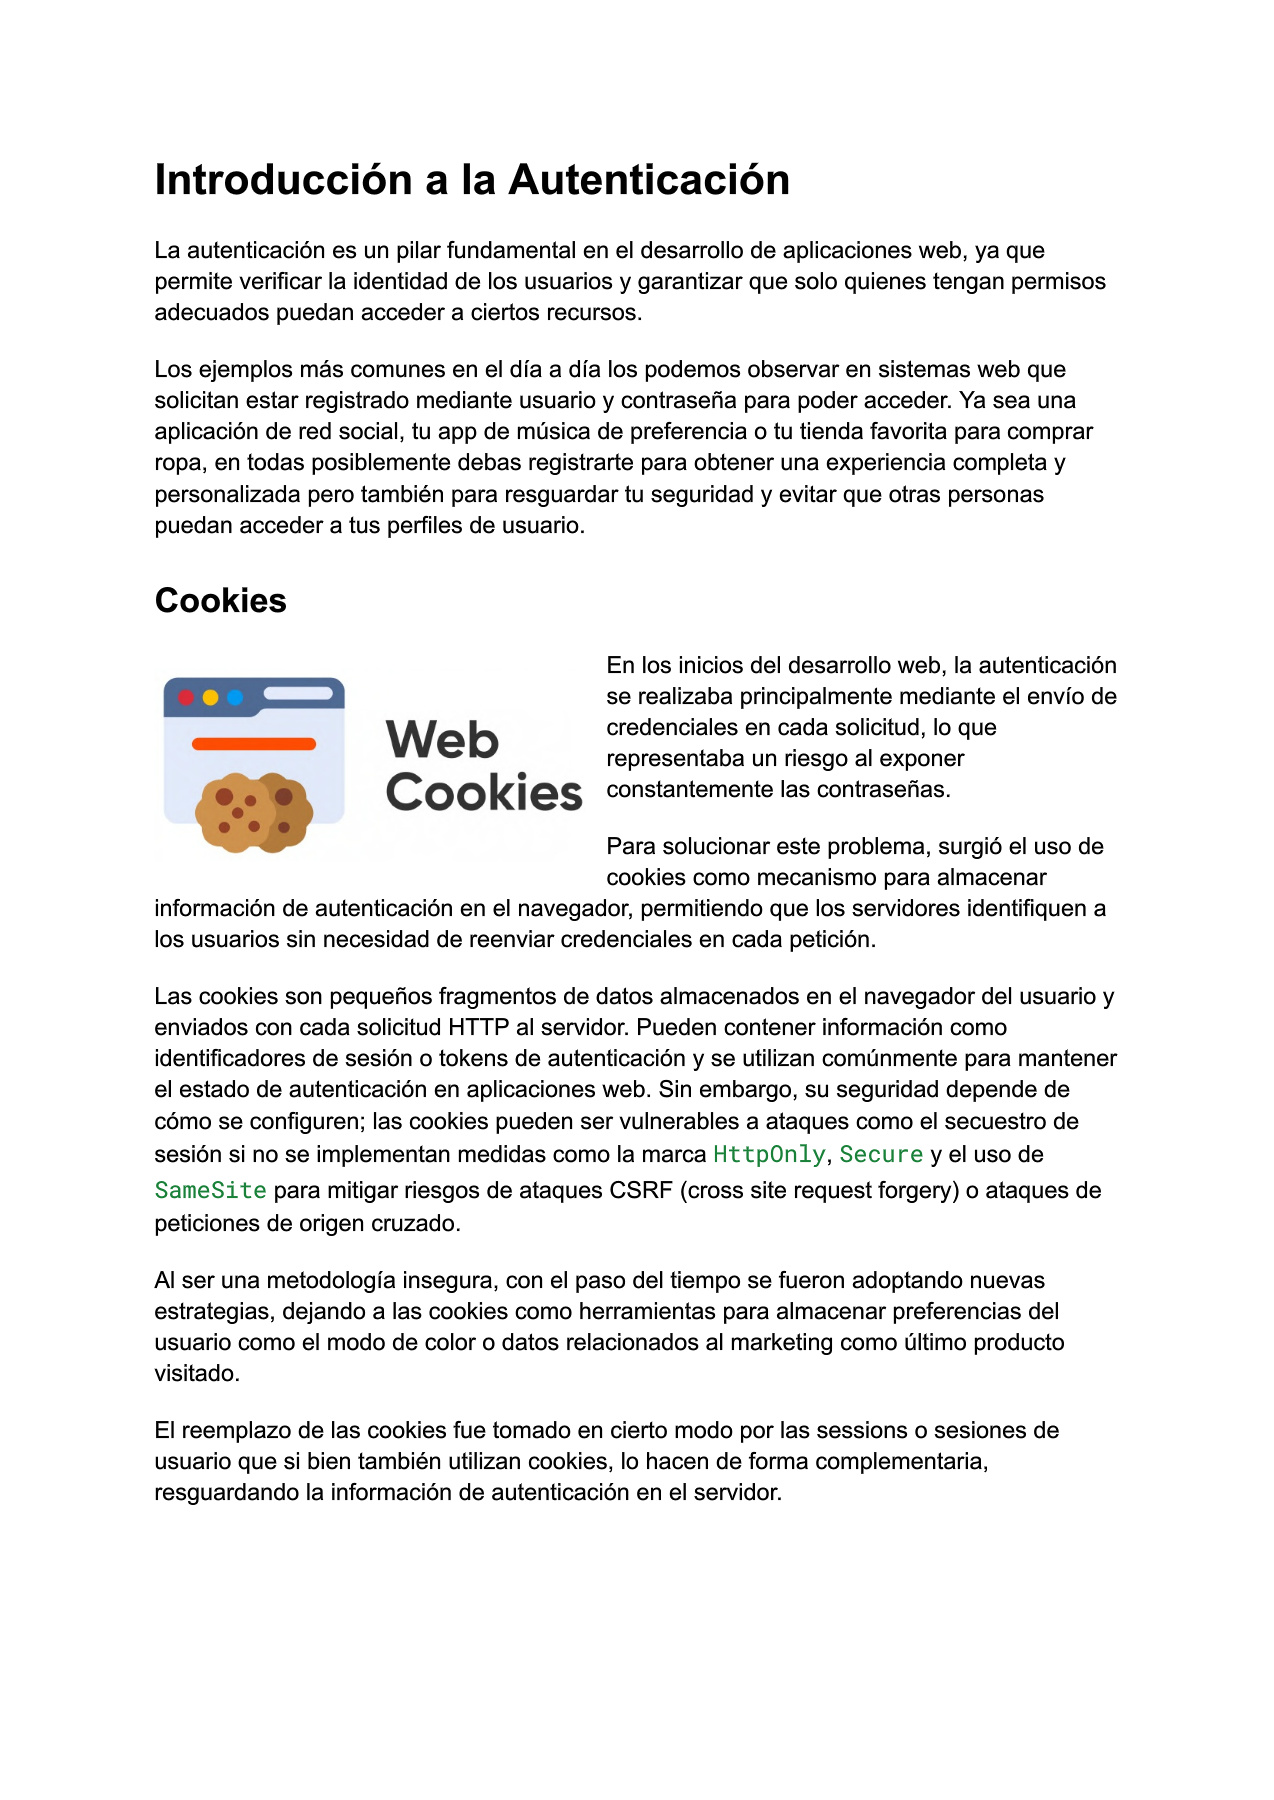 Introducción a la Autenticación
La autenticación es un pilar fundamental en el desarrollo de aplicaciones web, ya que
permite verificar la identidad de los usuarios y garantizar que solo quienes tengan permisos
adecuados puedan acceder a ciertos recursos.
Los ejemplos más comunes en el día a día los podemos observar en sistemas web que
solicitan estar registrado mediante usuario y contraseña para poder acceder. Ya sea una
aplicación de red social, tu app de música de preferencia o tu tienda favorita para comprar
ropa, en todas posiblemente debas registrarte para obtener una experiencia completa y
personalizada pero también para resguardar tu seguridad y evitar que otras personas
puedan acceder a tus perfiles de usuario.
Cookies
Web
Cookies
En los inicios del desarrollo web, la autenticación
se realizaba principalmente mediante el envío de
credenciales en cada solicitud, lo que
representaba un riesgo al exponer
constantemente las contraseñas.
Para solucionar este problema, surgió el uso de
cookies como mecanismo para almacenar
información de autenticación en el navegador, permitiendo que los servidores identifiquen a
los usuarios sin necesidad de reenviar credenciales en cada petición.
Las cookies son pequeños fragmentos de datos almacenados en el navegador del usuario y
enviados con cada solicitud HTTP al servidor. Pueden contener información como
identificadores de sesión o tokens de autenticación y se utilizan comúnmente para mantener
el estado de autenticación en aplicaciones web. Sin embargo, su seguridad depende de
cómo se configuren; las cookies pueden ser vulnerables a ataques como el secuestro de
sesión si no se implementan medidas como la marca HttpOnly, Secure y el uso de
SameSite para mitigar riesgos de ataques CSRF (cross site request forgery) o ataques de
peticiones de origen cruzado.
Al ser una metodología insegura, con el paso del tiempo se fueron adoptando nuevas
estrategias, dejando a las cookies como herramientas para almacenar preferencias del
usuario como el modo de color o datos relacionados al marketing como último producto
visitado.
El reemplazo de las cookies fue tomado en cierto modo por las sessions o sesiones de
usuario que si bien también utilizan cookies, lo hacen de forma complementaria,
resguardando la información de autenticación en el servidor.